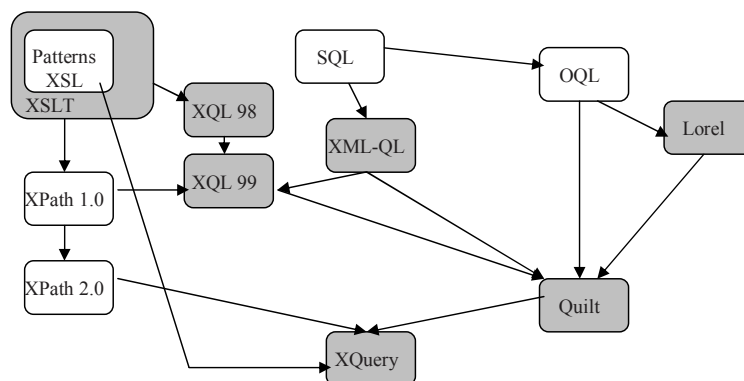 Patterns
XSL
XSLT
SQL
OQL
XQL 98
Lorel
XML-QL
XQL 99
XPath 1.0
XPath 2.0
Quilt
XQuery